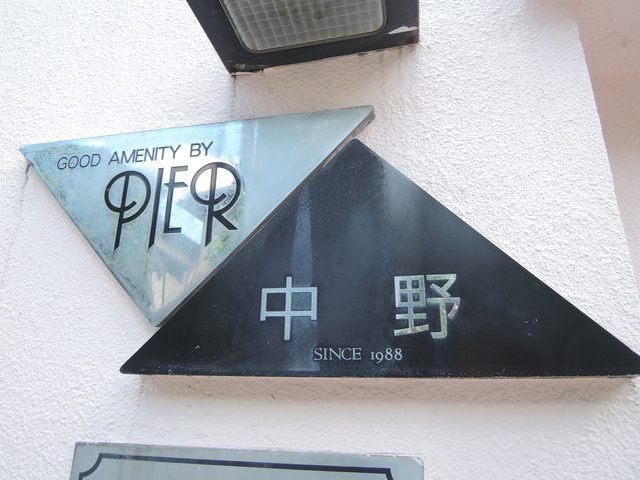 GOOD AMENITY BY
PIER
中野
SINCE 1988